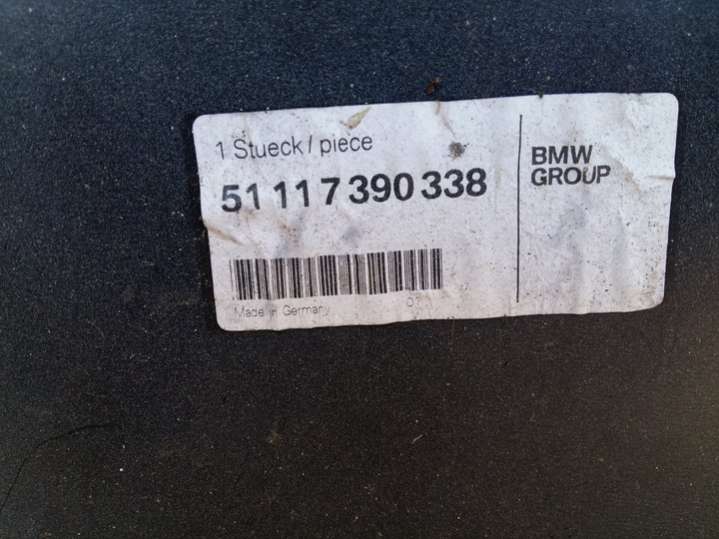 1 Stueck / piece
51 11 7 390 338
Made in Germany
BMW
GROUP